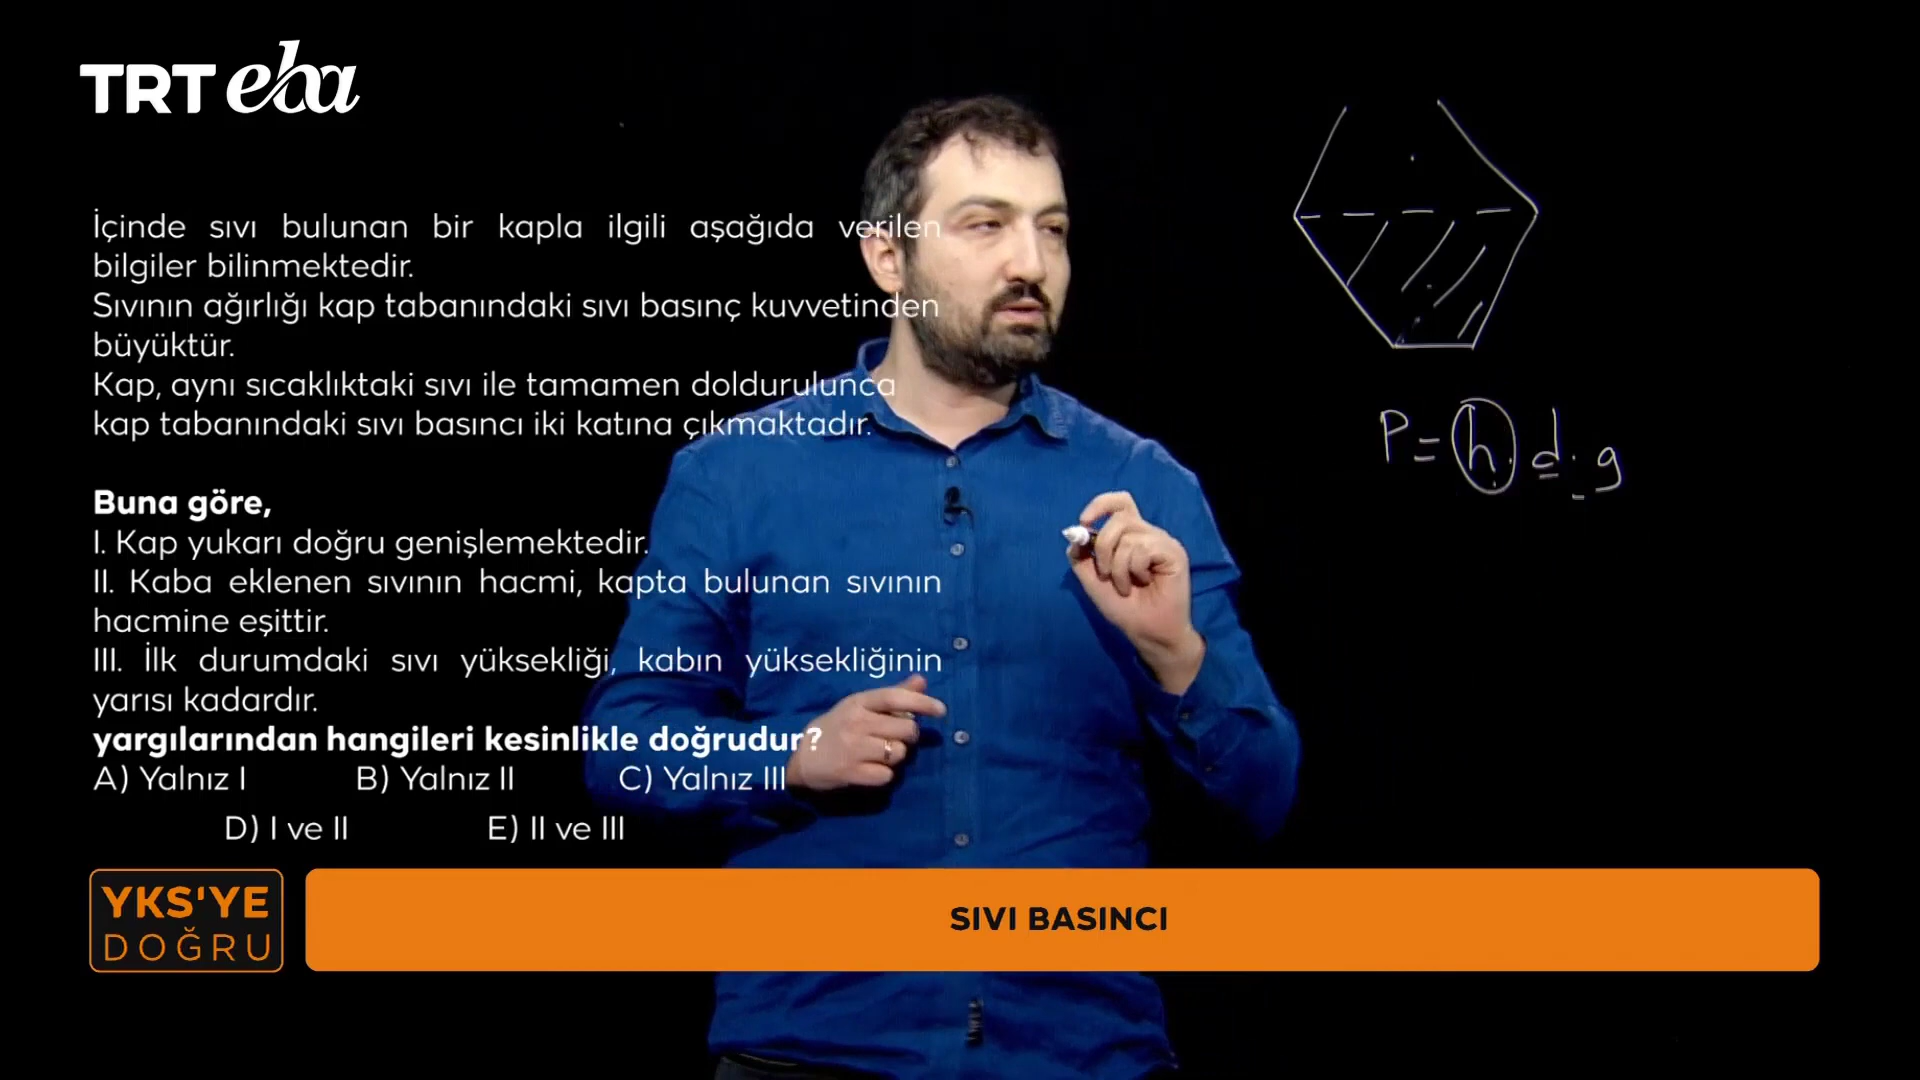 TRT eba
İçinde sıvı bulunan bir kapla ilgili aşağıda verilen
bilgiler bilinmektedir.
Sıvının ağırlığı kap tabanındaki sıvı basınç kuvvetinden
büyüktür.
Kap, aynı sıcaklıktaki sıvı ile tamamen doldurulunca
kap tabanındaki sıvı basıncı iki katına çıkmaktadır.
Buna göre,
I. Kap yukarı doğru genişlemektedir.
II. Kaba eklenen sıvının hacmi, kapta bulunan sıvının
hacmine eşittir.
III. İlk durumdaki sıvı yüksekliği, kabın yüksekliğinin
yarısı kadardır.
yargılarından hangileri kesinlikle doğrudur?
A) Yalnız I B) Yalnız II C) Yalnız III
D) I ve II E) II ve III
P = h . d . g
YKS'YE
DOĞRU
SIVI BASINCI